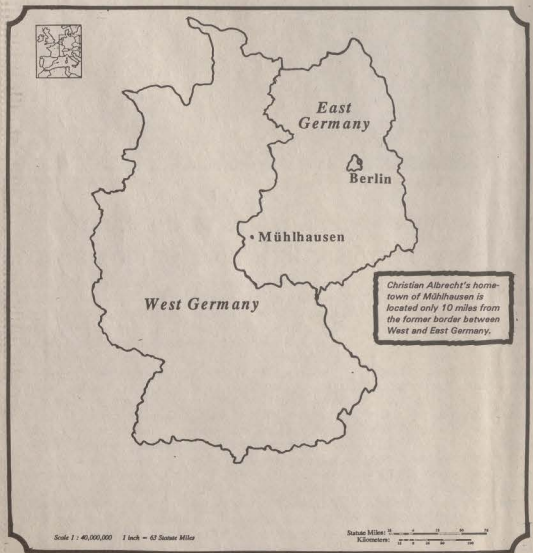 East
Germany
Berlin
Mühlhausen
West Germany
Christian Albrecht's home-
town of Mühlhausen is
located only 10 miles from
the former border between
West and East Germany.
Scale 1 : 40,000,000 1 inch = 63 Statute Miles
Statute Miles:
Kilometers: